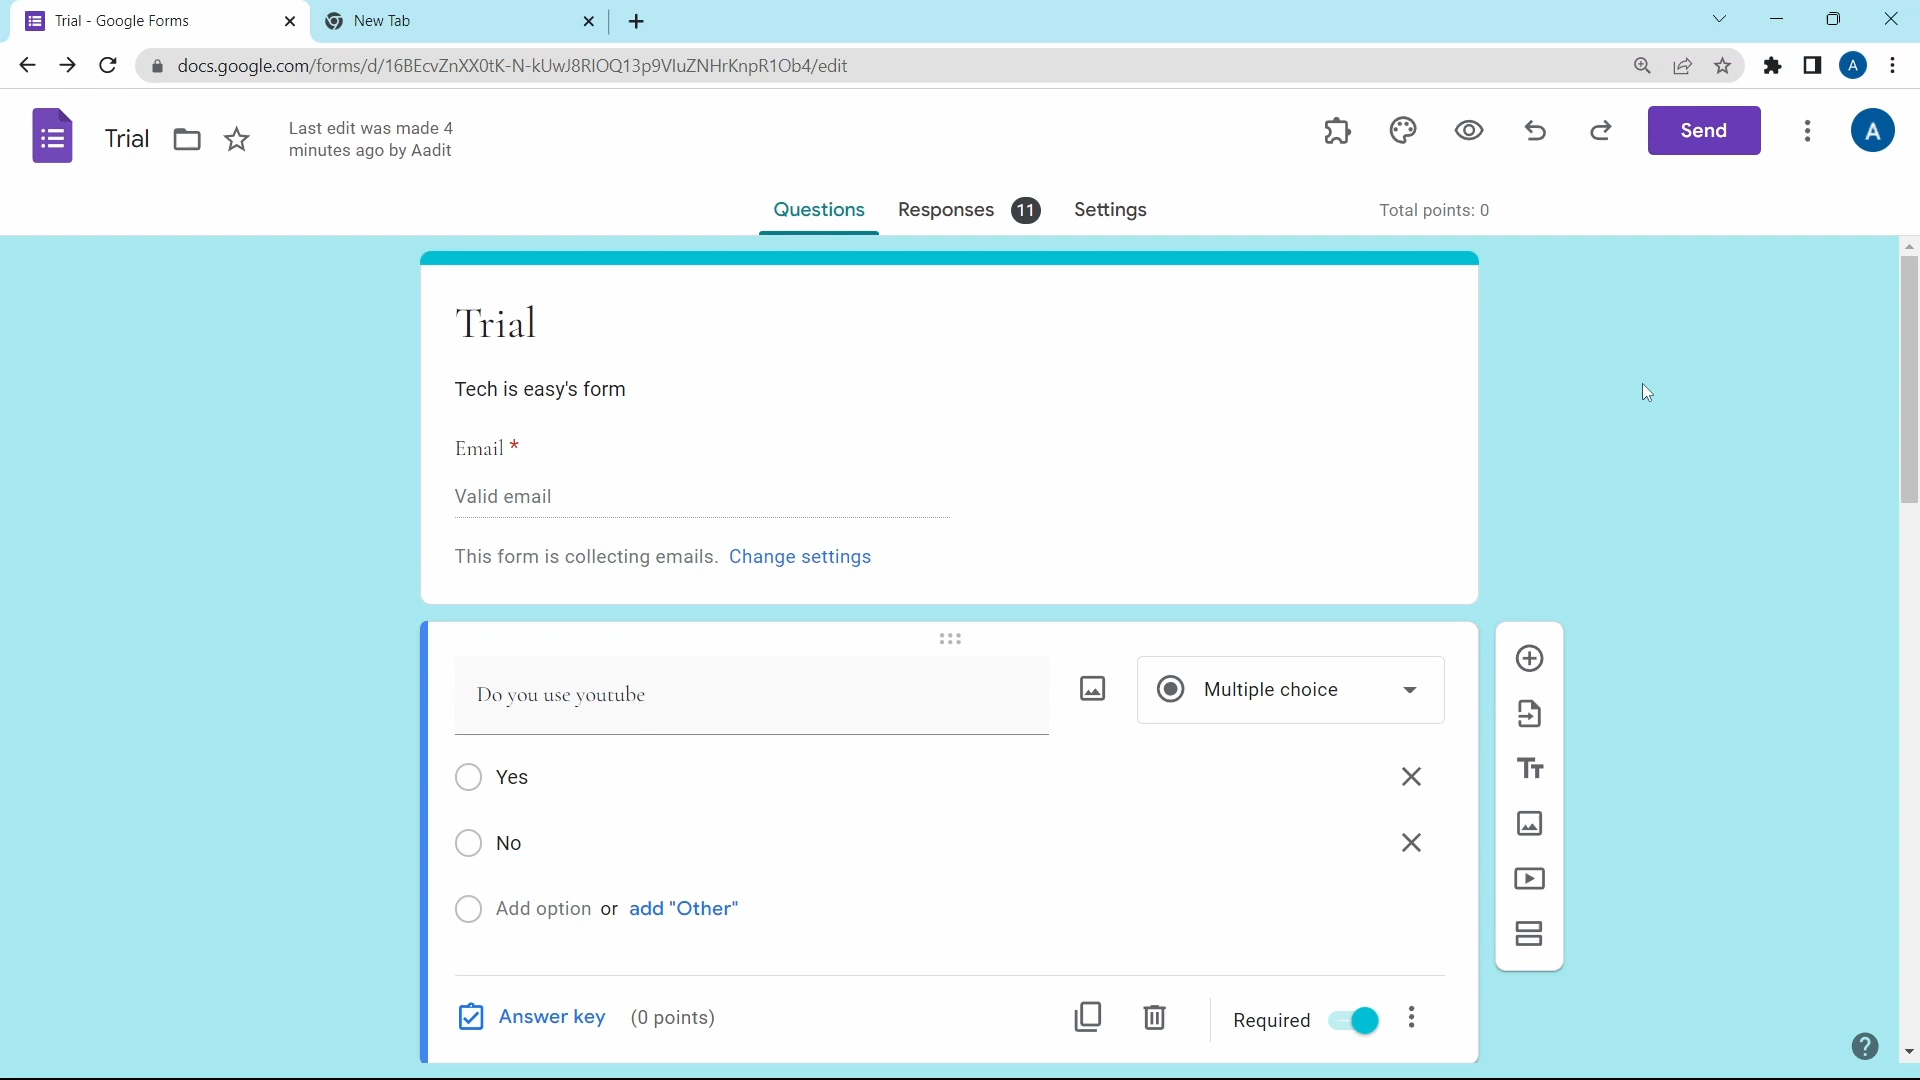 Trial - Google Forms
New Tab
docs.google.com/forms/d/16BEcvZnXX0tK-N-kUwJ8RIOQ13p9VIuZNHrKnpR1Ob4/edit
A
Trial
Last edit was made 4
minutes ago by Aadit
Send
A
Questions
Responses 11
Settings
Total points: 0
Trial
Tech is easy's form
Email *
Valid email
This form is collecting emails. Change settings
Do you use youtube
Multiple choice
Yes
No
Add option or add "Other"
Answer key (0 points)
Required